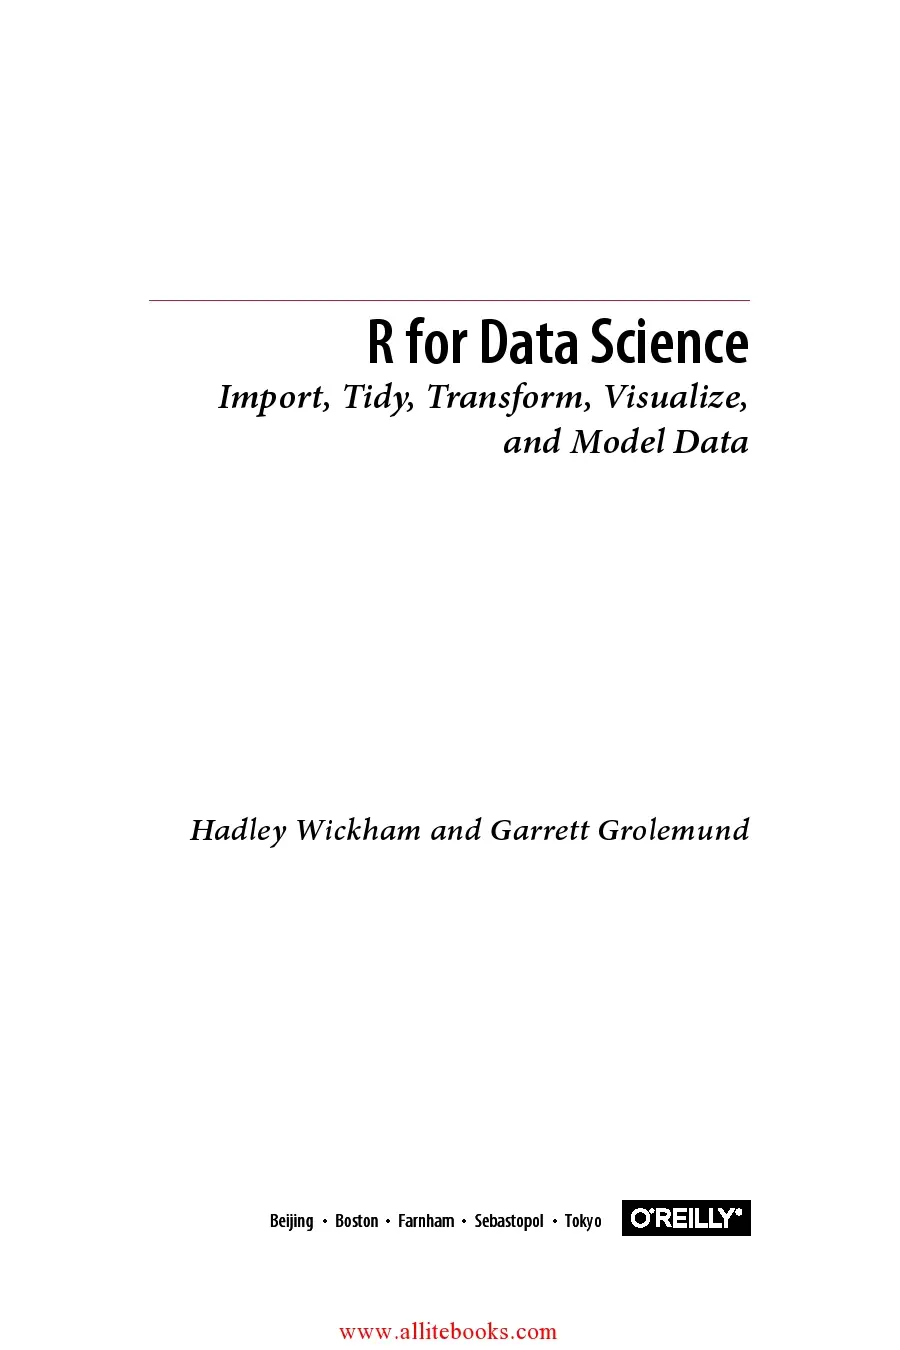 R for Data Science
Import, Tidy, Transform, Visualize,
and Model Data
Hadley Wickham and Garrett Grolemund
Beijing • Boston • Farnham • Sebastopol • Tokyo O'REILLY®
www.allitebooks.com